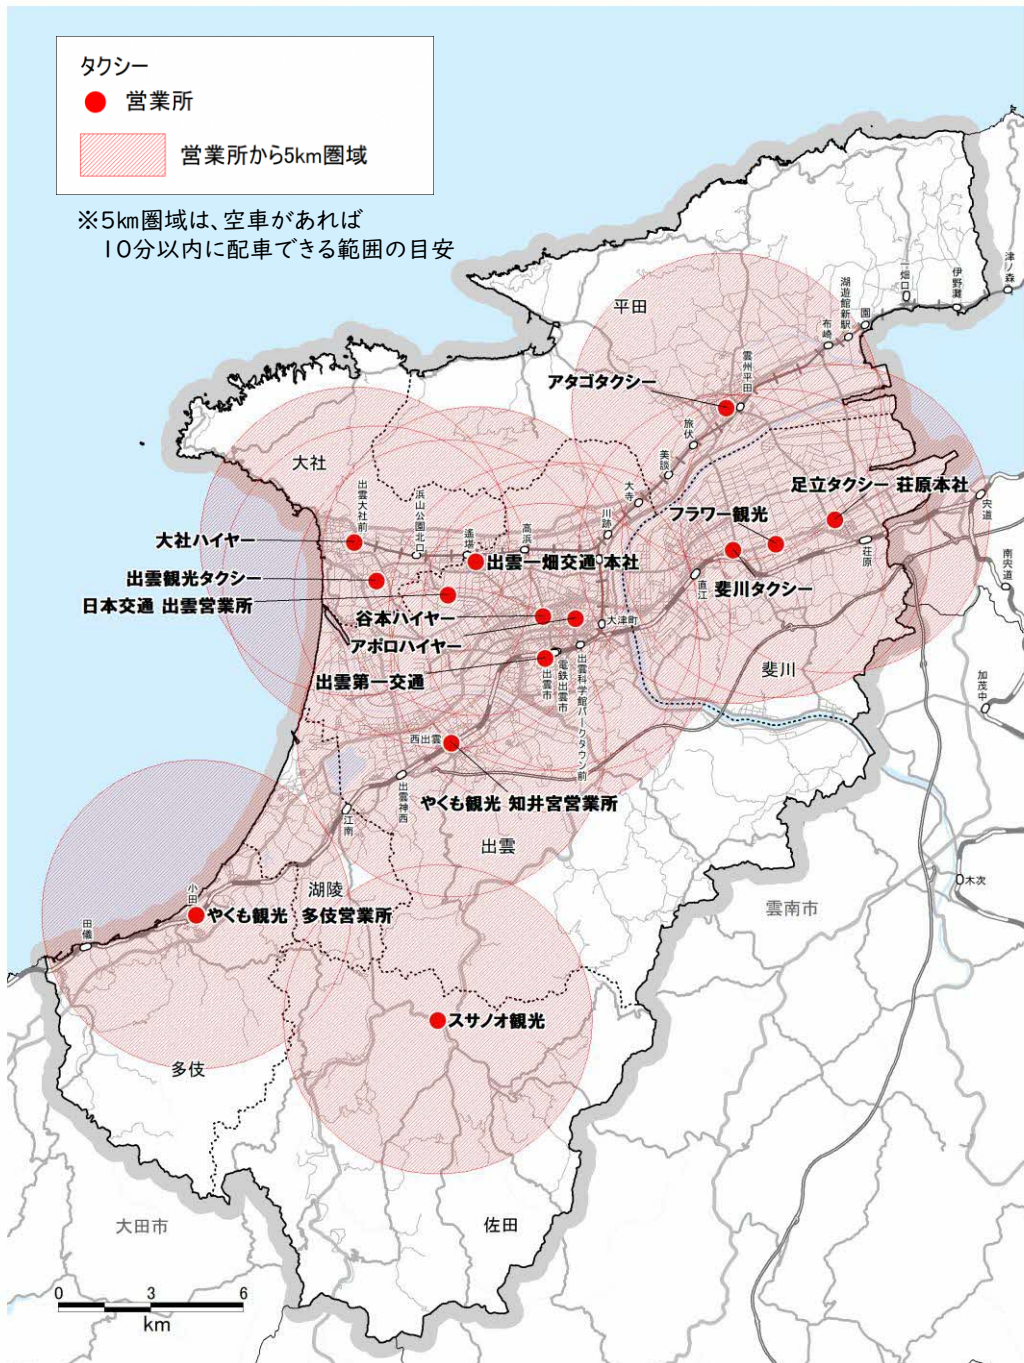 タクシー
営業所
営業所から5km圏域
※5km圏域は、空車があれば
10分以内に配車できる範囲の目安
津ノ森
伊野灘
一畑口
湖遊館新駅
園
布崎
平田
雲州平田
アタゴタクシー
旅伏
美談
大寺
大社
出雲大社前
浜山公園北口
遙堪
高浜
川跡
足立タクシー 荘原本社
フラワー観光
宍道
荘原
南宍道
大社ハイヤー
出雲一畑交通 本社
出雲観光タクシー
日本交通 出雲営業所
直江
斐川タクシー
谷本ハイヤー
アポロハイヤー
大津町
出雲第一交通
出雲市
電鉄出雲市
出雲科学館パークタウン前
斐川
加茂中
西出雲
出雲神西
やくも観光 知井宮営業所
江南
出雲
湖陵
小田
やくも観光 多伎営業所
田儀
木次
雲南市
スサノオ観光
多伎
佐田
大田市
0 3 6
km